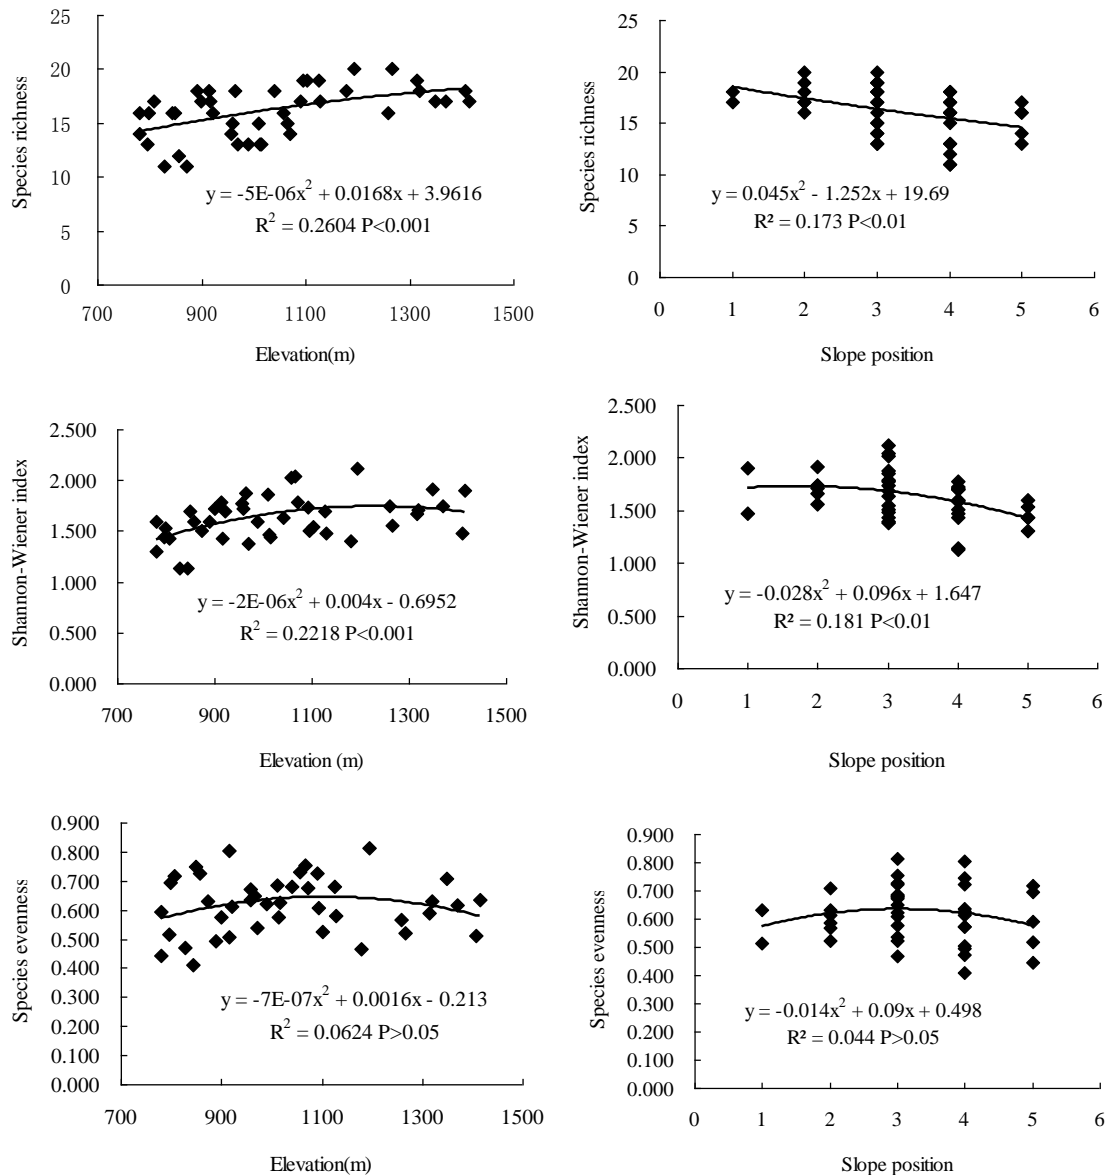 Species richness
25
20
15
10
5
0
y = -5E-06x² + 0.0168x + 3.9616
R² = 0.2604 P<0.001
700 900 1100 1300 1500
Elevation(m)
Species richness
25
20
15
10
5
0
y = 0.045x² - 1.252x + 19.69
R² = 0.173 P<0.01
0 1 2 3 4 5 6
Slope position
Shannon-Wiener index
2.500
2.000
1.500
1.000
0.500
0.000
y = -2E-06x² + 0.004x - 0.6952
R² = 0.2218 P<0.001
700 900 1100 1300 1500
Elevation (m)
Shannon-Wiener index
2.500
2.000
1.500
1.000
0.500
0.000
y = -0.028x² + 0.096x + 1.647
R² = 0.181 P<0.01
0 1 2 3 4 5 6
Slope position
Species evenness
0.900
0.800
0.700
0.600
0.500
0.400
0.300
0.200
0.100
0.000
y = -7E-07x² + 0.0016x - 0.213
R² = 0.0624 P>0.05
700 900 1100 1300 1500
Elevation(m)
Species evenness
0.900
0.800
0.700
0.600
0.500
0.400
0.300
0.200
0.100
0.000
y = -0.014x² + 0.09x + 0.498
R² = 0.044 P>0.05
0 1 2 3 4 5 6
Slope position